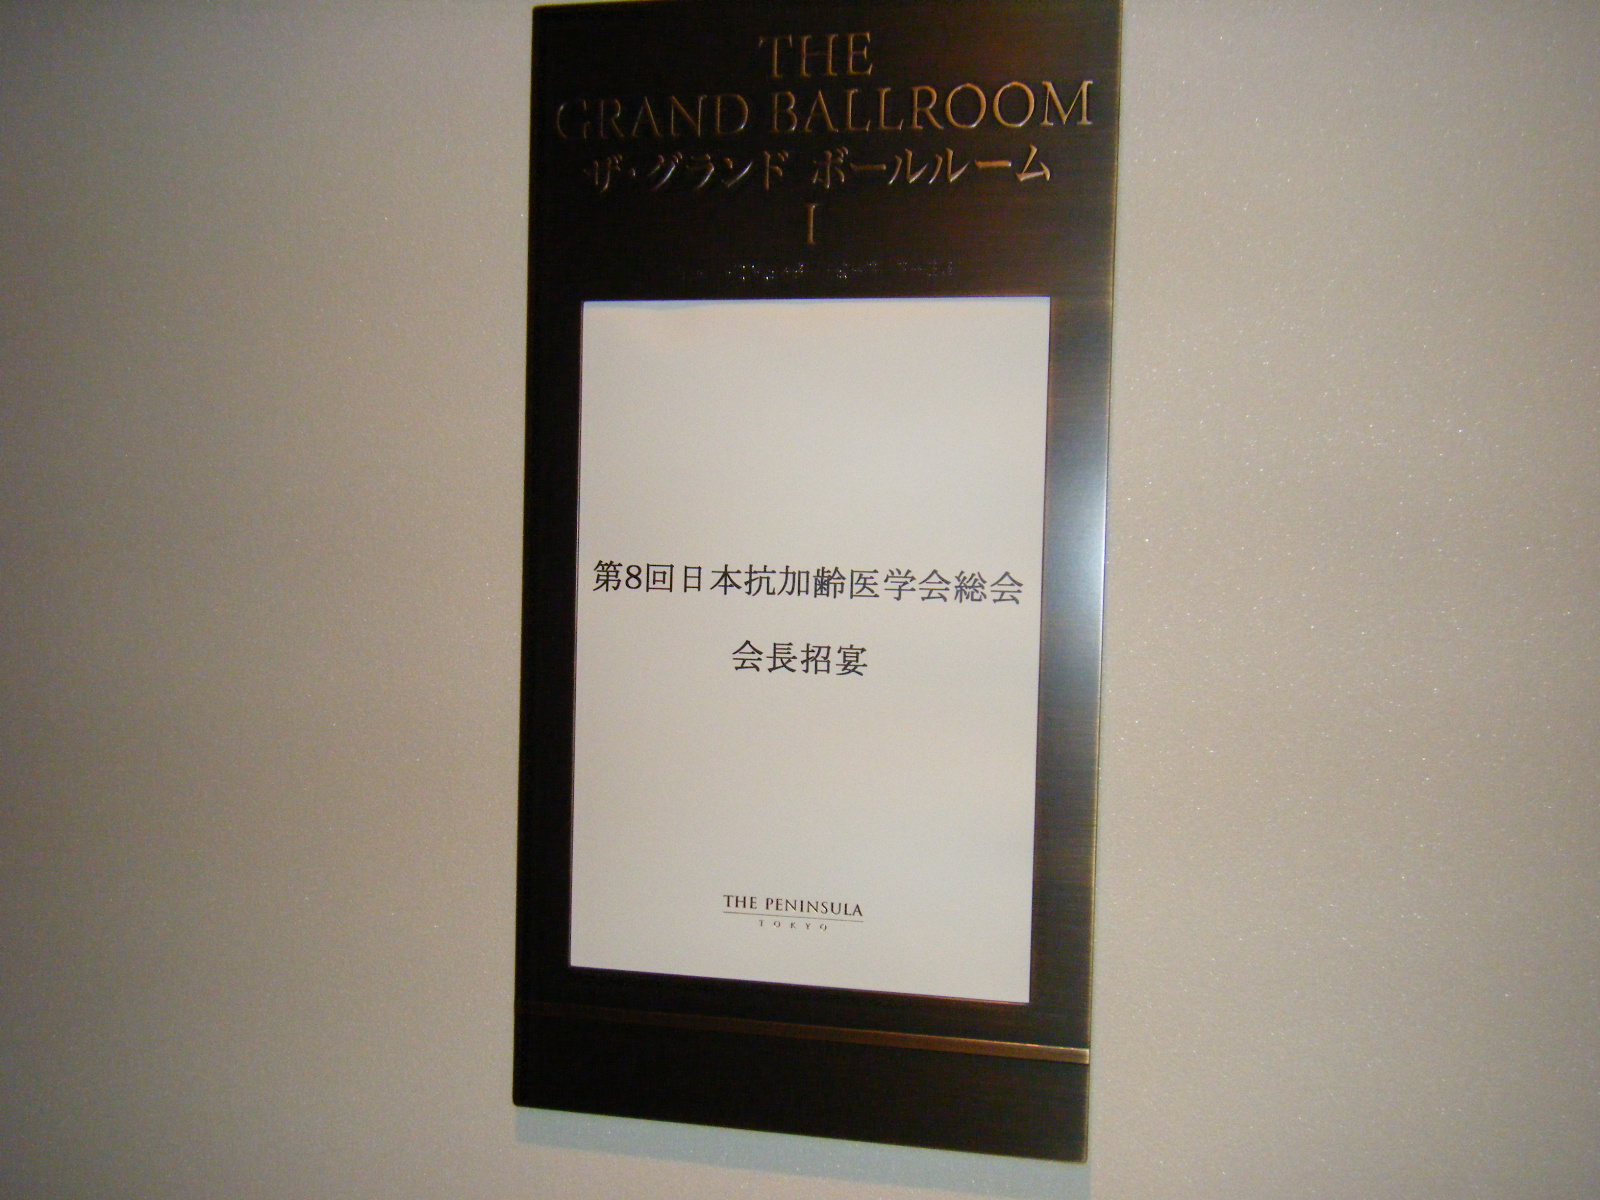 THE
GRAND BALLROOM
ザ・グランド ボールルーム
I
第8回日本抗加齢医学会総会
会長招宴
THE PENINSULA
TOKYO